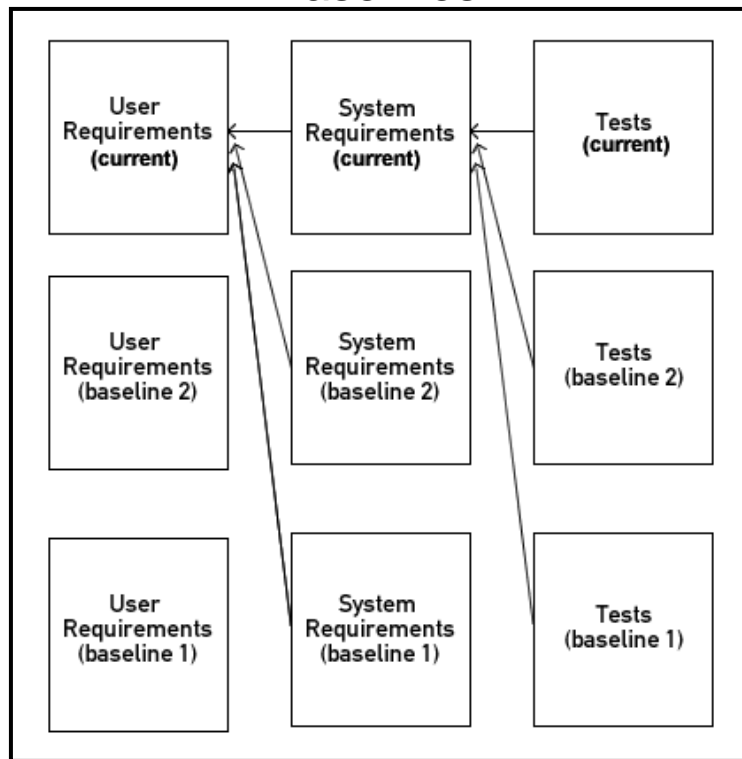 User
Requirements
(current)
System
Requirements
(current)
Tests
(current)
User
Requirements
(baseline 2)
System
Requirements
(baseline 2)
Tests
(baseline 2)
User
Requirements
(baseline 1)
System
Requirements
(baseline 1)
Tests
(baseline 1)